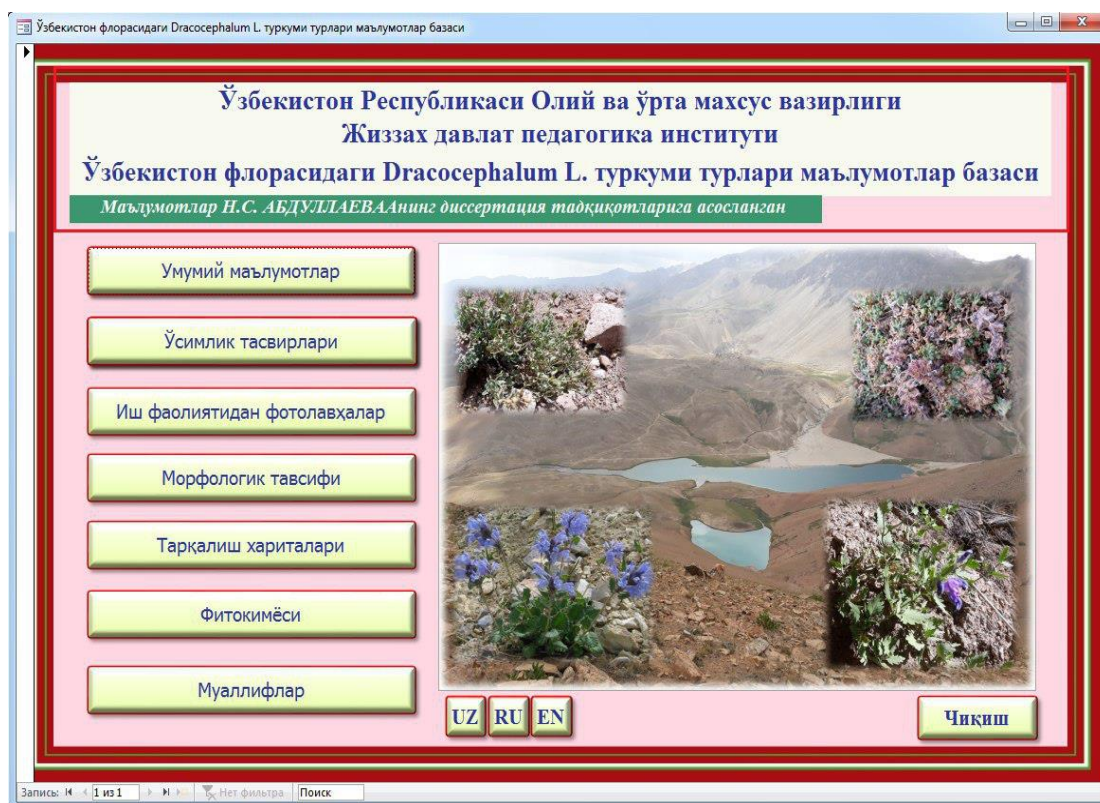 Ўзбекистон флорасидаги Dracocephalum L. туркуми турлари маълумотлар базаси
Ўзбекистон Республикаси Олий ва ўрта махсус вазирлиги
Жиззах давлат педагогика институти
Ўзбекистон флорасидаги Dracocephalum L. туркуми турлари маълумотлар базаси
Маълумотлар Н.С. АБДУЛЛАЕВААнинг диссертация тадқиқотларига асосланган
Умумий маълумотлар
Ўсимлик тасвирлари
Иш фаолиятидан фотолавҳалар
Морфологик тавсифи
Тарқалиш хариталари
Фитокимёси
Муаллифлар
UZ RU EN
Чиқиш
Запись: 1 из 1 Нет фильтра Поиск